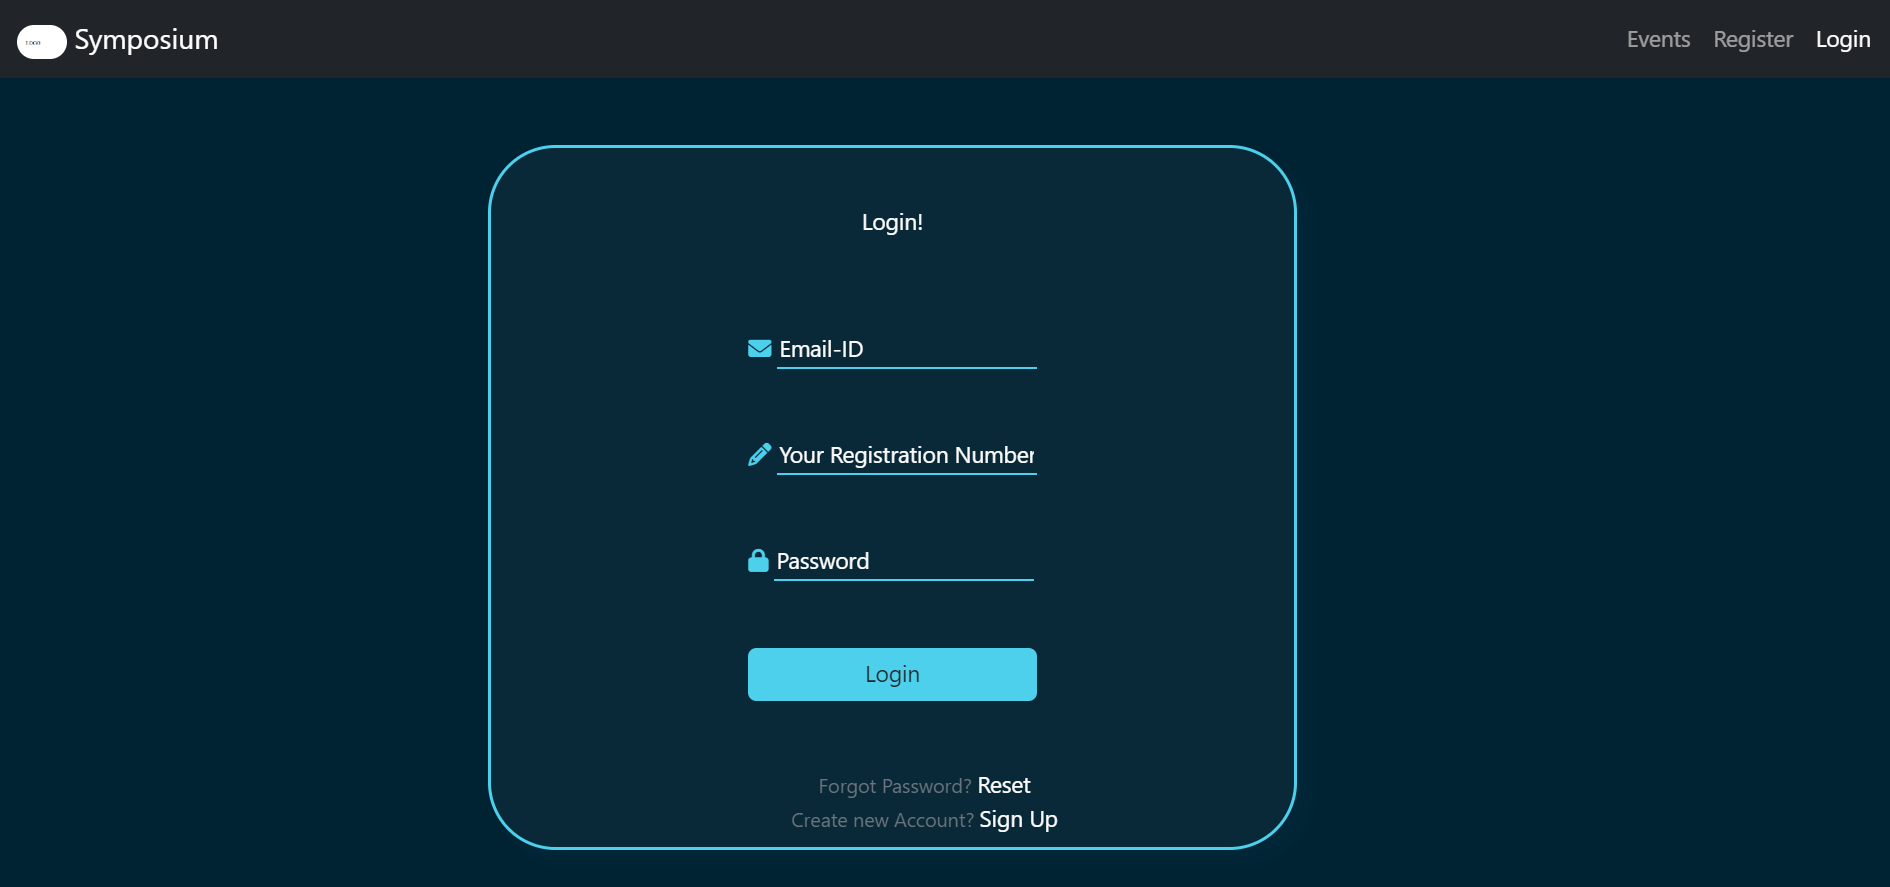 LOGO Symposium Events Register Login
Login!
Email-ID
Your Registration Number
Password
Login
Forgot Password? Reset
Create new Account? Sign Up